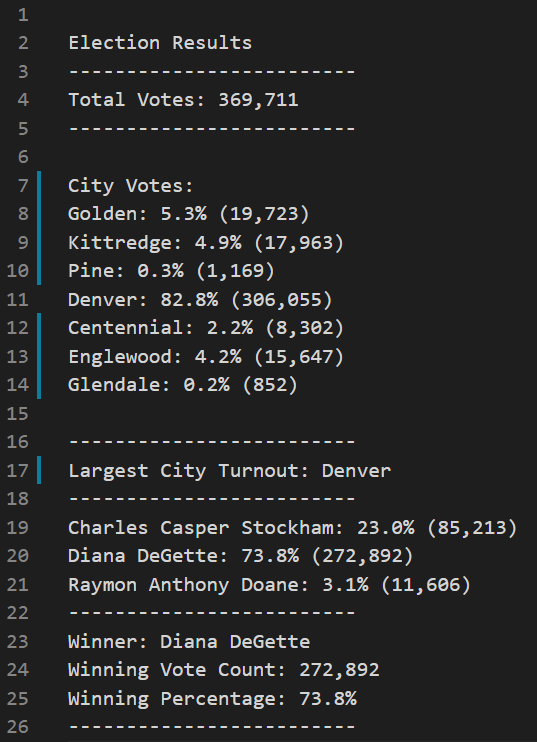 1
2 Election Results
3 -------------------------
4 Total Votes: 369,711
5 -------------------------
6
7 City Votes:
8 Golden: 5.3% (19,723)
9 Kittredge: 4.9% (17,963)
10 Pine: 0.3% (1,169)
11 Denver: 82.8% (306,055)
12 Centennial: 2.2% (8,302)
13 Englewood: 4.2% (15,647)
14 Glendale: 0.2% (852)
15
16 -------------------------
17 Largest City Turnout: Denver
18 -------------------------
19 Charles Casper Stockham: 23.0% (85,213)
20 Diana DeGette: 73.8% (272,892)
21 Raymon Anthony Doane: 3.1% (11,606)
22 -------------------------
23 Winner: Diana DeGette
24 Winning Vote Count: 272,892
25 Winning Percentage: 73.8%
26 -------------------------